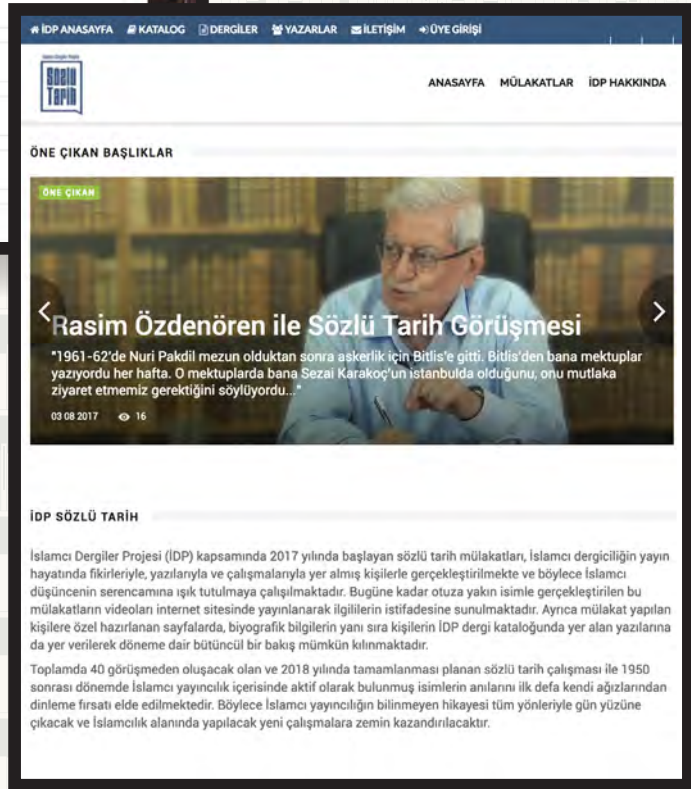 İDP ANASAYFA KATALOG DERGİLER YAZARLAR İLETİŞİM ÜYE GİRİŞİ
Sözlü
Tarih
ANASAYFA MÜLAKATLAR İDP HAKKINDA
ÖNE ÇIKAN BAŞLIKLAR
ÖNE ÇIKAN
Rasim Özdenören ile Sözlü Tarih Görüşmesi
"1961-62'de Nuri Pakdil mezun olduktan sonra askerlik için Bitlis'e gitti. Bitlis'den bana mektuplar
yazıyordu her hafta. O mektuplarda bana Sezai Karakoç'un istanbulda olduğunu, onu mutlaka
ziyaret etmemiz gerektiğini söylüyordu..."
03 08 2017 16
İDP SÖZLÜ TARİH
İslamcı Dergiler Projesi (İDP) kapsamında 2017 yılında başlayan sözlü tarih mülakatları, İslamcı dergiciliğin yayın
hayatında fikirleriyle, yazılarıyla ve çalışmalarıyla yer almış kişilerle gerçekleştirilmekte ve böylece İslamcı
düşüncenin serencamına ışık tutulmaya çalışılmaktadır. Bugüne kadar otuza yakın isimle gerçekleştirilen bu
mülakatların videoları internet sitesinde yayınlanarak ilgililerin istifadesine sunulmaktadır. Ayrıca mülakat yapılan
kişilere özel hazırlanan sayfalarda, biyografik bilgilerin yanı sıra kişilerin İDP dergi kataloğunda yer alan yazılarına
da yer verilerek döneme dair bütüncül bir bakış mümkün kılınmaktadır.
Toplamda 40 görüşmeden oluşacak olan ve 2018 yılında tamamlanması planan sözlü tarih çalışması ile 1950
sonrası dönemde İslamcı yayıncılık içerisinde aktif olarak bulunmuş isimlerin anılarını ilk defa kendi ağızlarından
dinleme fırsatı elde edilmektedir. Böylece İslamcı yayıncılığın bilinmeyen hikayesi tüm yönleriyle gün yüzüne
çıkacak ve İslamcılık alanında yapılacak yeni çalışmalara zemin kazandırılacaktır.